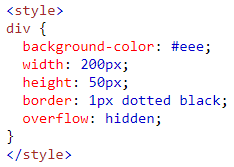 <style>
div {
  background-color: #eee;
  width: 200px;
  height: 50px;
  border: 1px dotted black;
  overflow: hidden;
}
</style>